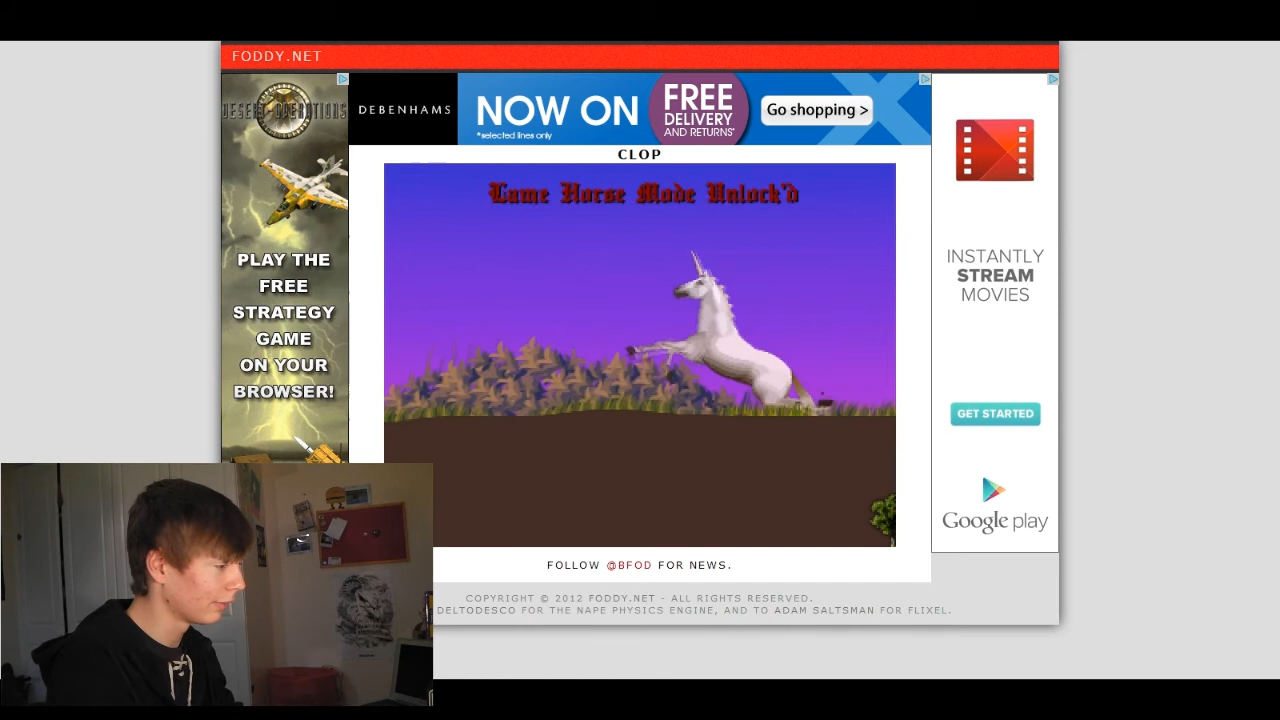 FODDY.NET
DESERT OPERATIONS
PLAY THE
FREE
STRATEGY
GAME
ON YOUR
BROWSER!
DEBENHAMS
NOW ON
*selected lines only
FREE
DELIVERY
AND RETURNS*
Go shopping >
CLOP
Lame Horse Mode Unlock'd
INSTANTLY
STREAM
MOVIES
GET STARTED
Google play
FOLLOW @BFOD FOR NEWS.
COPYRIGHT © 2012 FODDY.NET - ALL RIGHTS RESERVED.
DELTODESCO FOR THE NAPE PHYSICS ENGINE, AND TO ADAM SALTSMAN FOR FLIXEL.